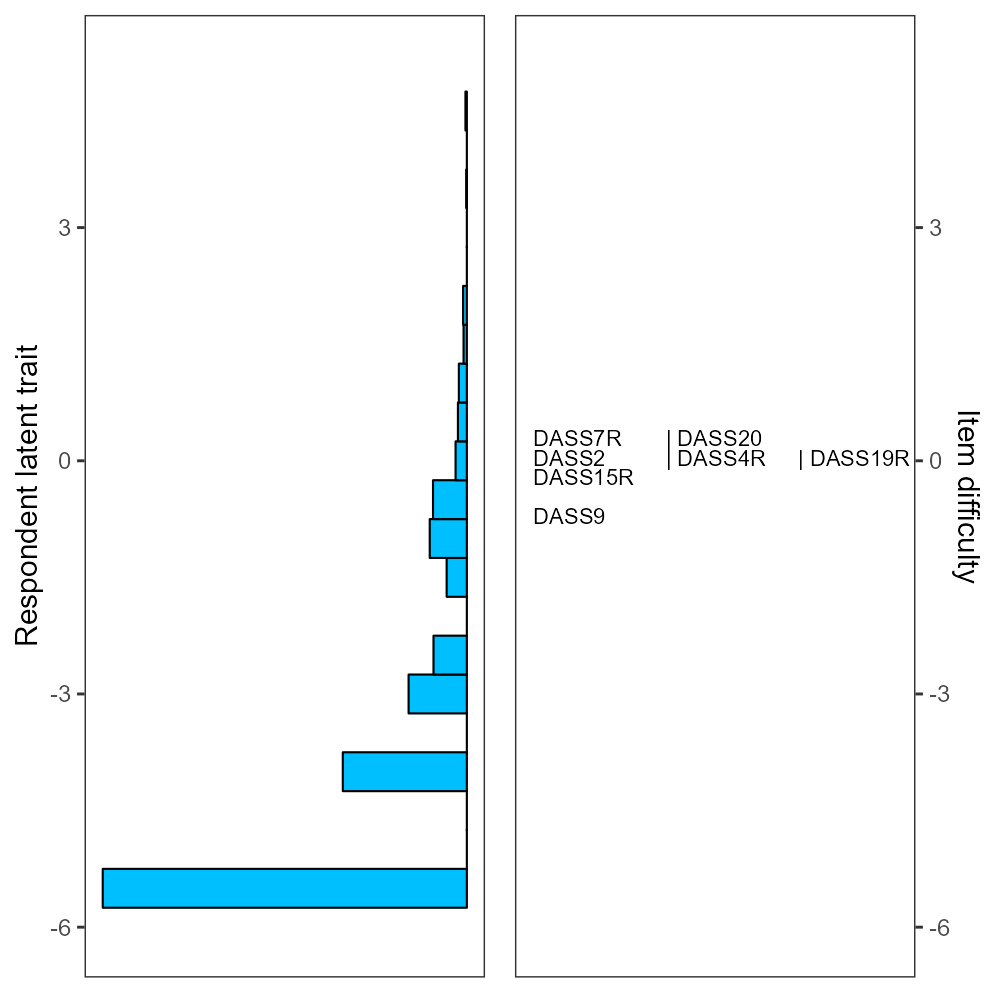 Respondent latent trait
3
0
-3
-6
DASS7R | DASS20
DASS2 | DASS4R | DASS19R
DASS15R
DASS9
3
0
-3
-6
Item difficulty